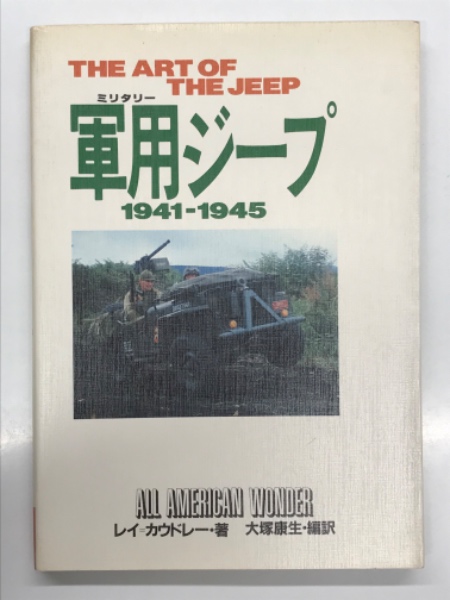 THE ART OF
THE JEEP
ミリタリー
軍用ジープ
1941-1945
ALL AMERICAN WONDER
レイ=カウドレー・著 大塚康生・編訳